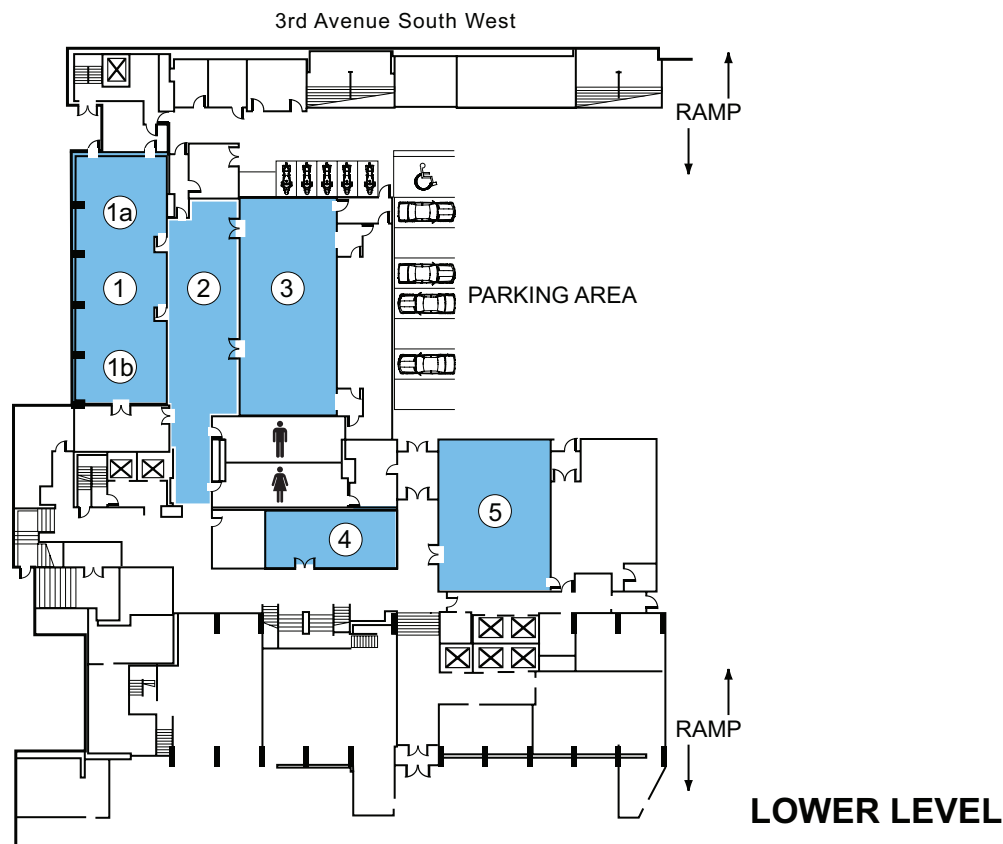 3rd Avenue South West
RAMP
1a
1
2
3
PARKING AREA
1b
4
5
RAMP
LOWER LEVEL